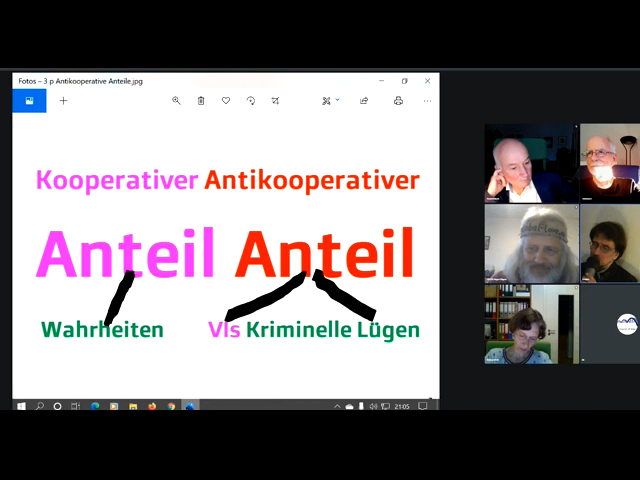 Fotos – 3 p Antikooperative Anteile.jpg
Kooperativer Antikooperativer
Anteil Anteil
Wahrheiten VIs Kriminelle Lügen
21:05